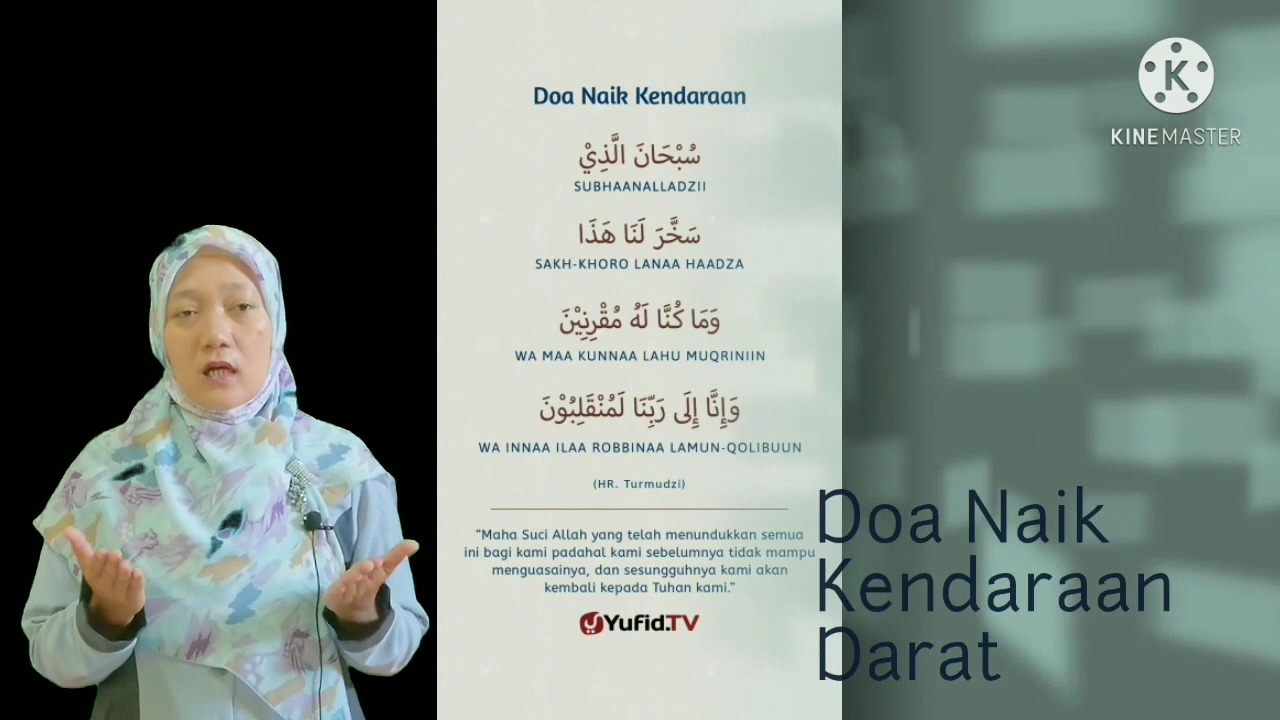 Doa Naik Kendaraan
سُبْحَانَ الَّذِيْ
SUBHAANALLADZII
سَخَّرَ لَنَا هَذَا
SAKH-KHORO LANAA HAADZA
وَمَا كُنَّا لَهُ مُقْرِنِيْنَ
WA MAA KUNNAA LAHU MUQRINIIN
وَإِنَّا إِلَى رَبِّنَا لَمُنْقَلِبُوْنَ
WA INNAA ILAA ROBBINAA LAMUN-QOLIBUUN
(HR. Turmudzi)
"Maha Suci Allah yang telah menundukkan semua
ini bagi kami padahal kami sebelumnya tidak mampu
menguasainya, dan sesungguhnya kami akan
kembali kepada Tuhan kami."
Yufid.TV
K
KINEMASTER
Doa Naik
Kendaraan
Darat